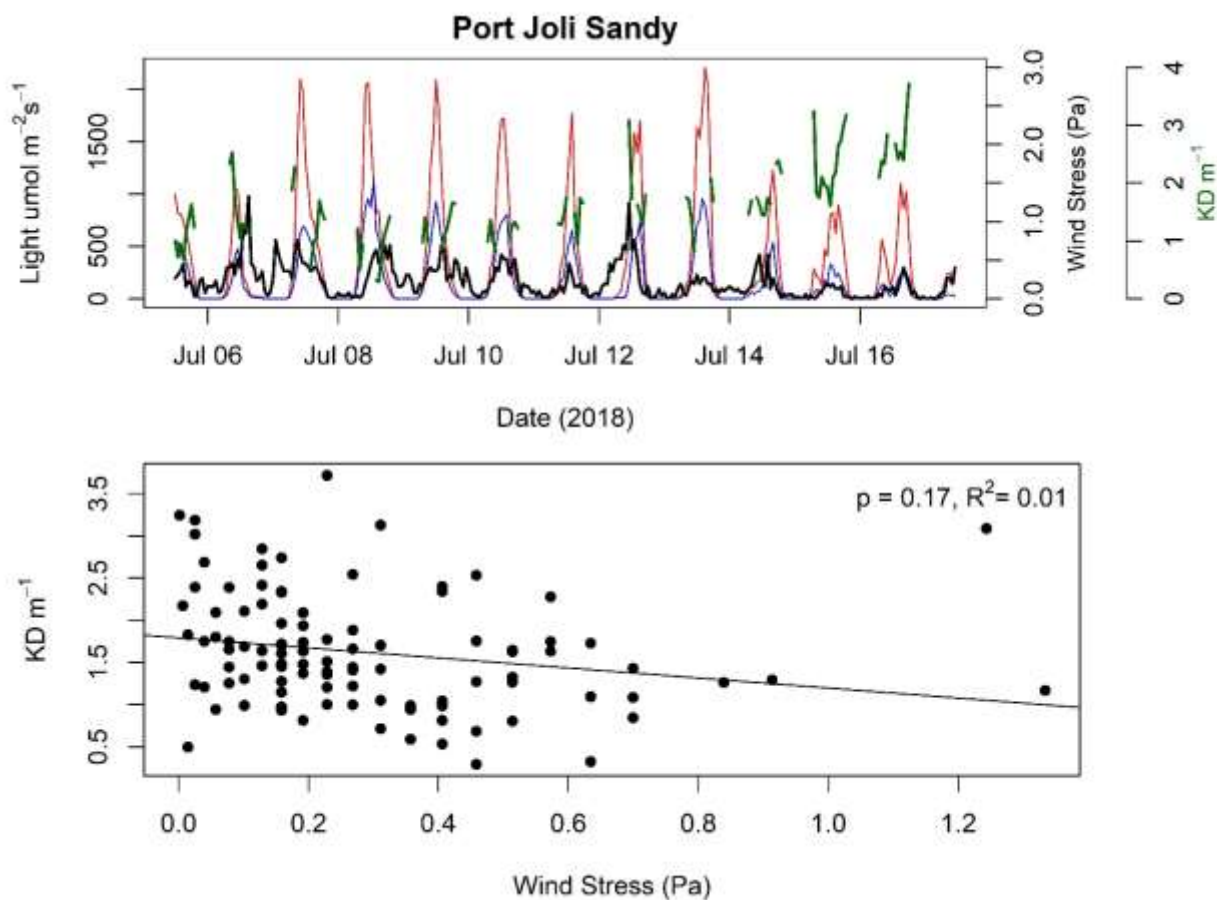 Port Joli Sandy
Light umol m⁻²s⁻¹
0 500 1500
Wind Stress (Pa)
0.0 1.0 2.0 3.0
KD m⁻¹
0 1 2 3 4
Jul 06 Jul 08 Jul 10 Jul 12 Jul 14 Jul 16
Date (2018)
p = 0.17, R²= 0.01
KD m⁻¹
0.5 1.5 2.5 3.5
0.0 0.2 0.4 0.6 0.8 1.0 1.2
Wind Stress (Pa)